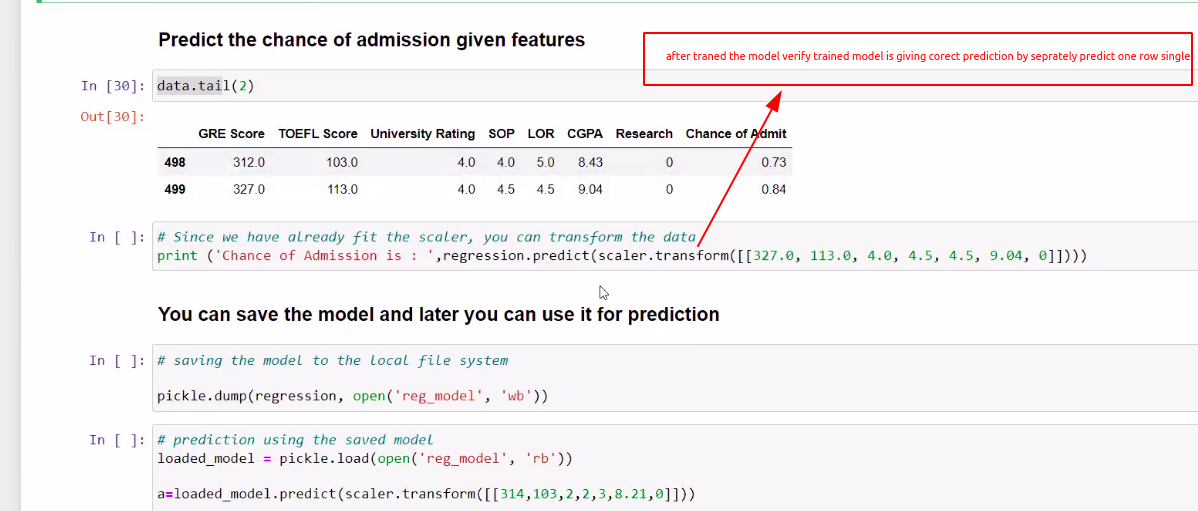 Predict the chance of admission given features
after traned the model verify trained model is giving corect prediction by seprately predict one row single
In [30]: data.tail(2)
Out[30]:
GRE Score TOEFL Score University Rating SOP LOR CGPA Research Chance of Admit
498 312.0 103.0 4.0 4.0 5.0 8.43 0 0.73
499 327.0 113.0 4.0 4.5 4.5 9.04 0 0.84
In [ ]: # Since we have already fit the scaler, you can transform the data
print ('Chance of Admission is : ',regression.predict(scaler.transform([[327.0, 113.0, 4.0, 4.5, 4.5, 9.04, 0]])))
You can save the model and later you can use it for prediction
In [ ]: # saving the model to the local file system
pickle.dump(regression, open('reg_model', 'wb'))
In [ ]: # prediction using the saved model
loaded_model = pickle.load(open('reg_model', 'rb'))
a=loaded_model.predict(scaler.transform([[314,103,2,2,3,8.21,0]]))